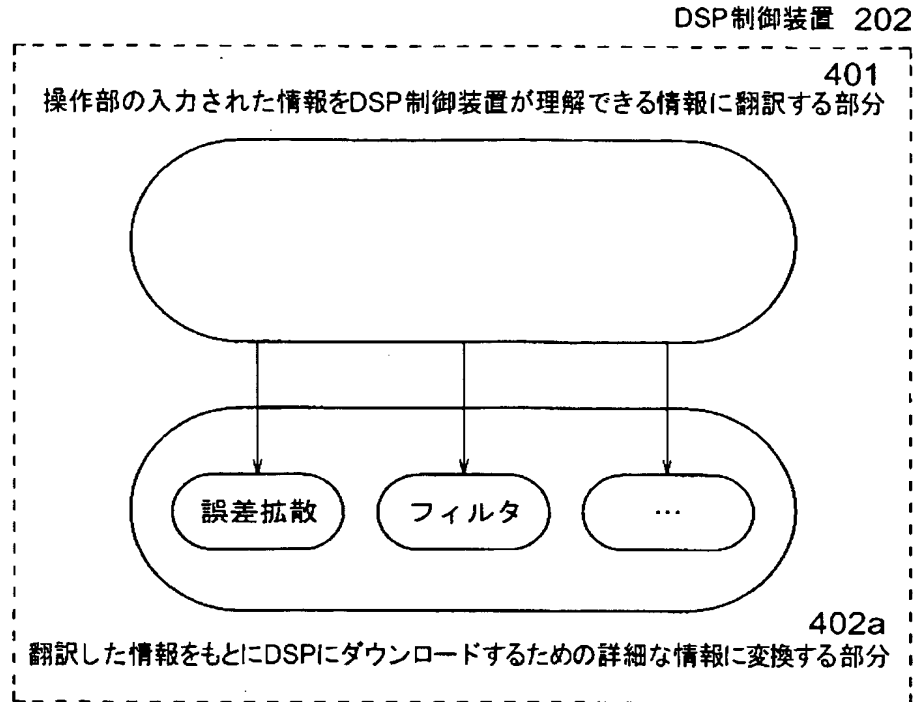 DSP制御装置 202
401
操作部の入力された情報をDSP制御装置が理解できる情報に翻訳する部分
誤差拡散 フィルタ …
402a
翻訳した情報をもとにDSPにダウンロードするための詳細な情報に変換する部分